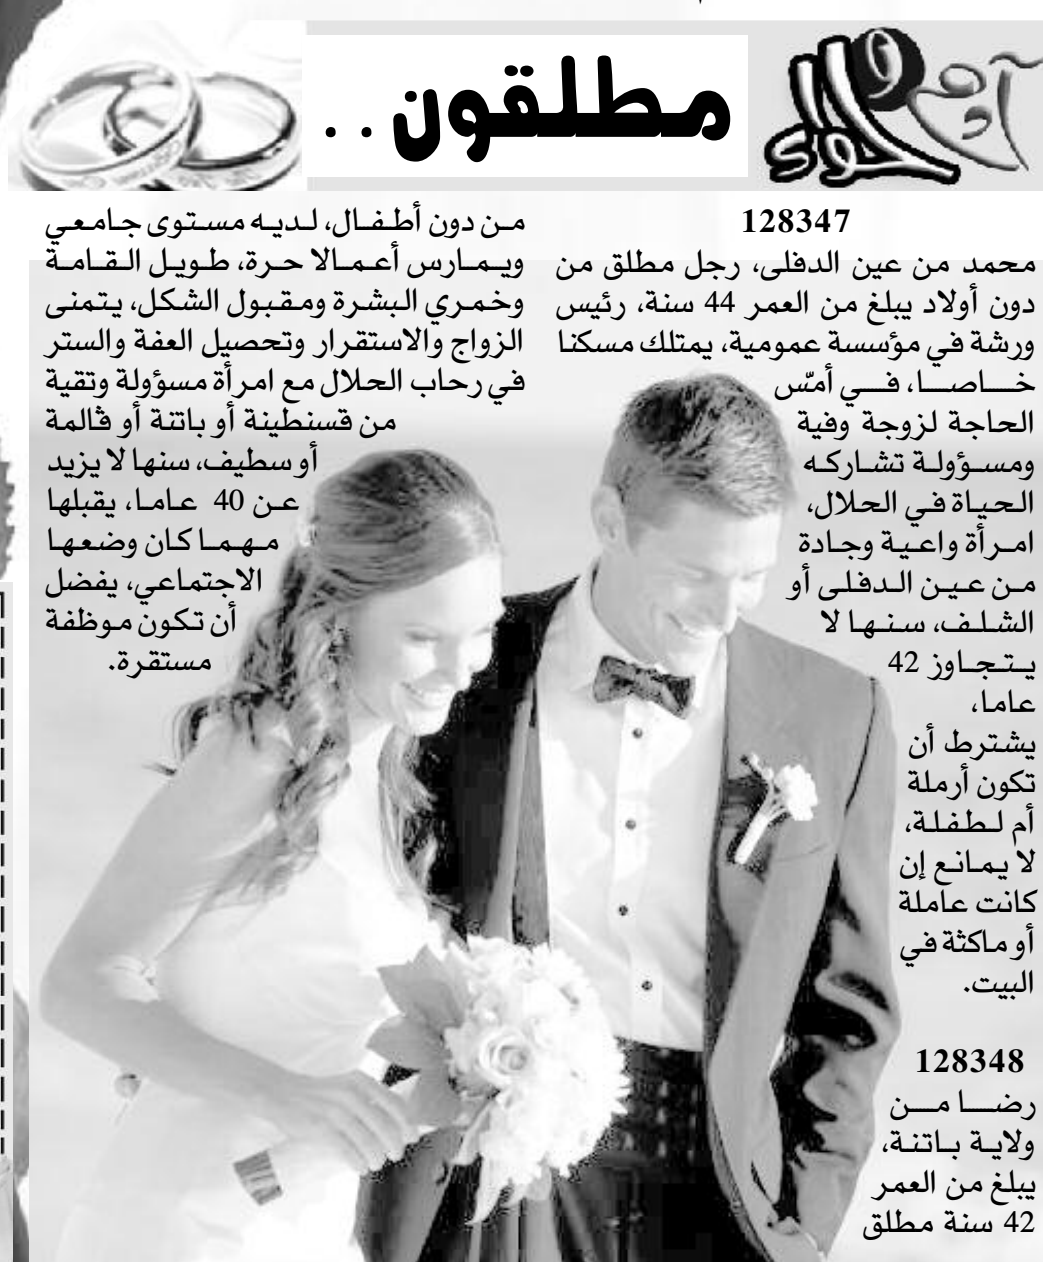 آدم
و
حواء
مطلقون..
128347
محمد من عين الدفلى، رجل مطلق من
دون أولاد يبلغ من العمر 44 سنة، رئيس
ورشة في مؤسسة عمومية، يمتلك مسكنا
خاصا، في أمسّ
الحاجة لزوجة وفية
ومسؤولة تشاركه
الحياة في الحلال،
امرأة واعية وجادة
من عين الدفلى أو
الشلف، سنها لا
يتجاوز 42
عاما،
يشترط أن
تكون أرملة
أم لطفلة،
لا يمانع إن
كانت عاملة
أو ماكثة في
البيت.
128348
رضا من
ولاية باتنة،
يبلغ من العمر
42 سنة مطلق
من دون أطفال، لديه مستوى جامعي
ويمارس أعمالا حرة، طويل القامة
وخمري البشرة ومقبول الشكل، يتمنى
الزواج والاستقرار وتحصيل العفة والستر
في رحاب الحلال مع امرأة مسؤولة وتقية
من قسنطينة أو باتنة أو ڤالمة
أو سطيف، سنها لا يزيد
عن 40 عاما، يقبلها
مهما كان وضعها
الاجتماعي، يفضل
أن تكون موظفة
مستقرة.